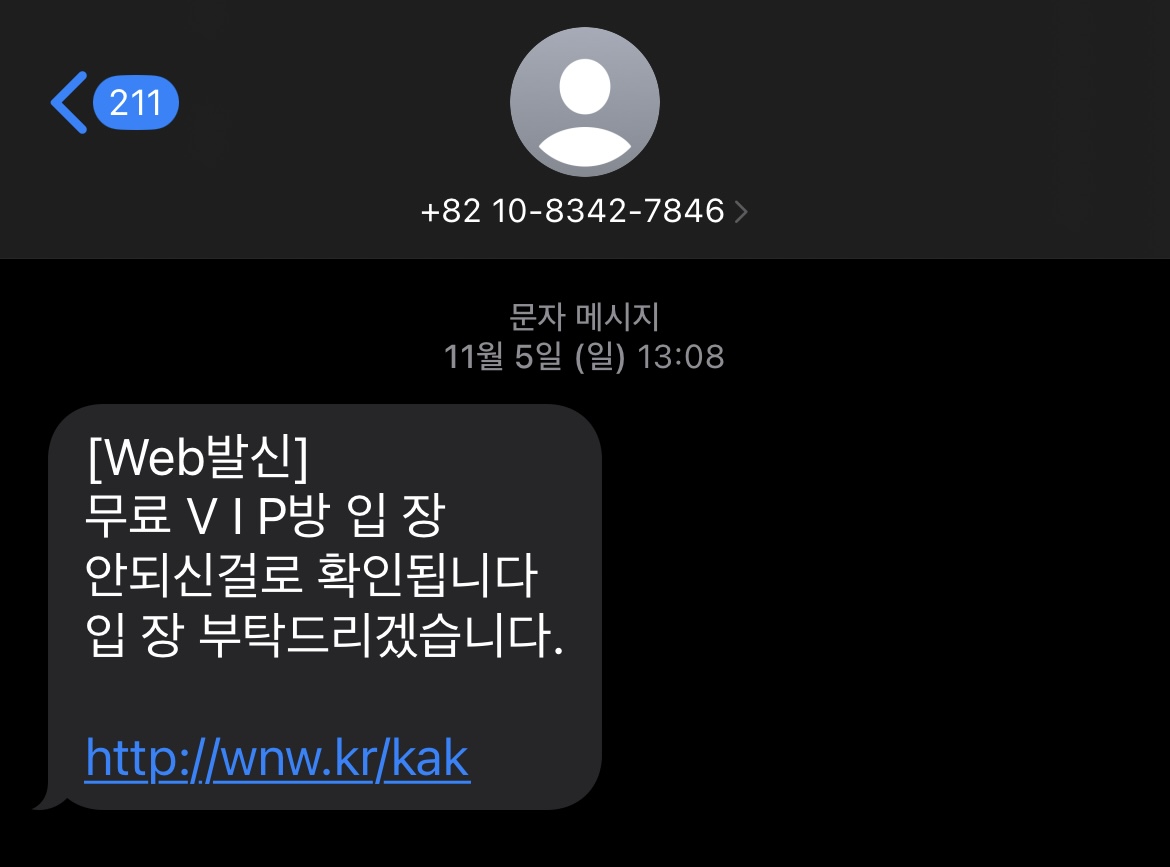 211
+82 10-8342-7846
문자 메시지
11월 5일 (일) 13:08
[Web발신]
무료 V I P방 입 장
안되신걸로 확인됩니다
입 장 부탁드리겠습니다.
http://wnw.kr/kak